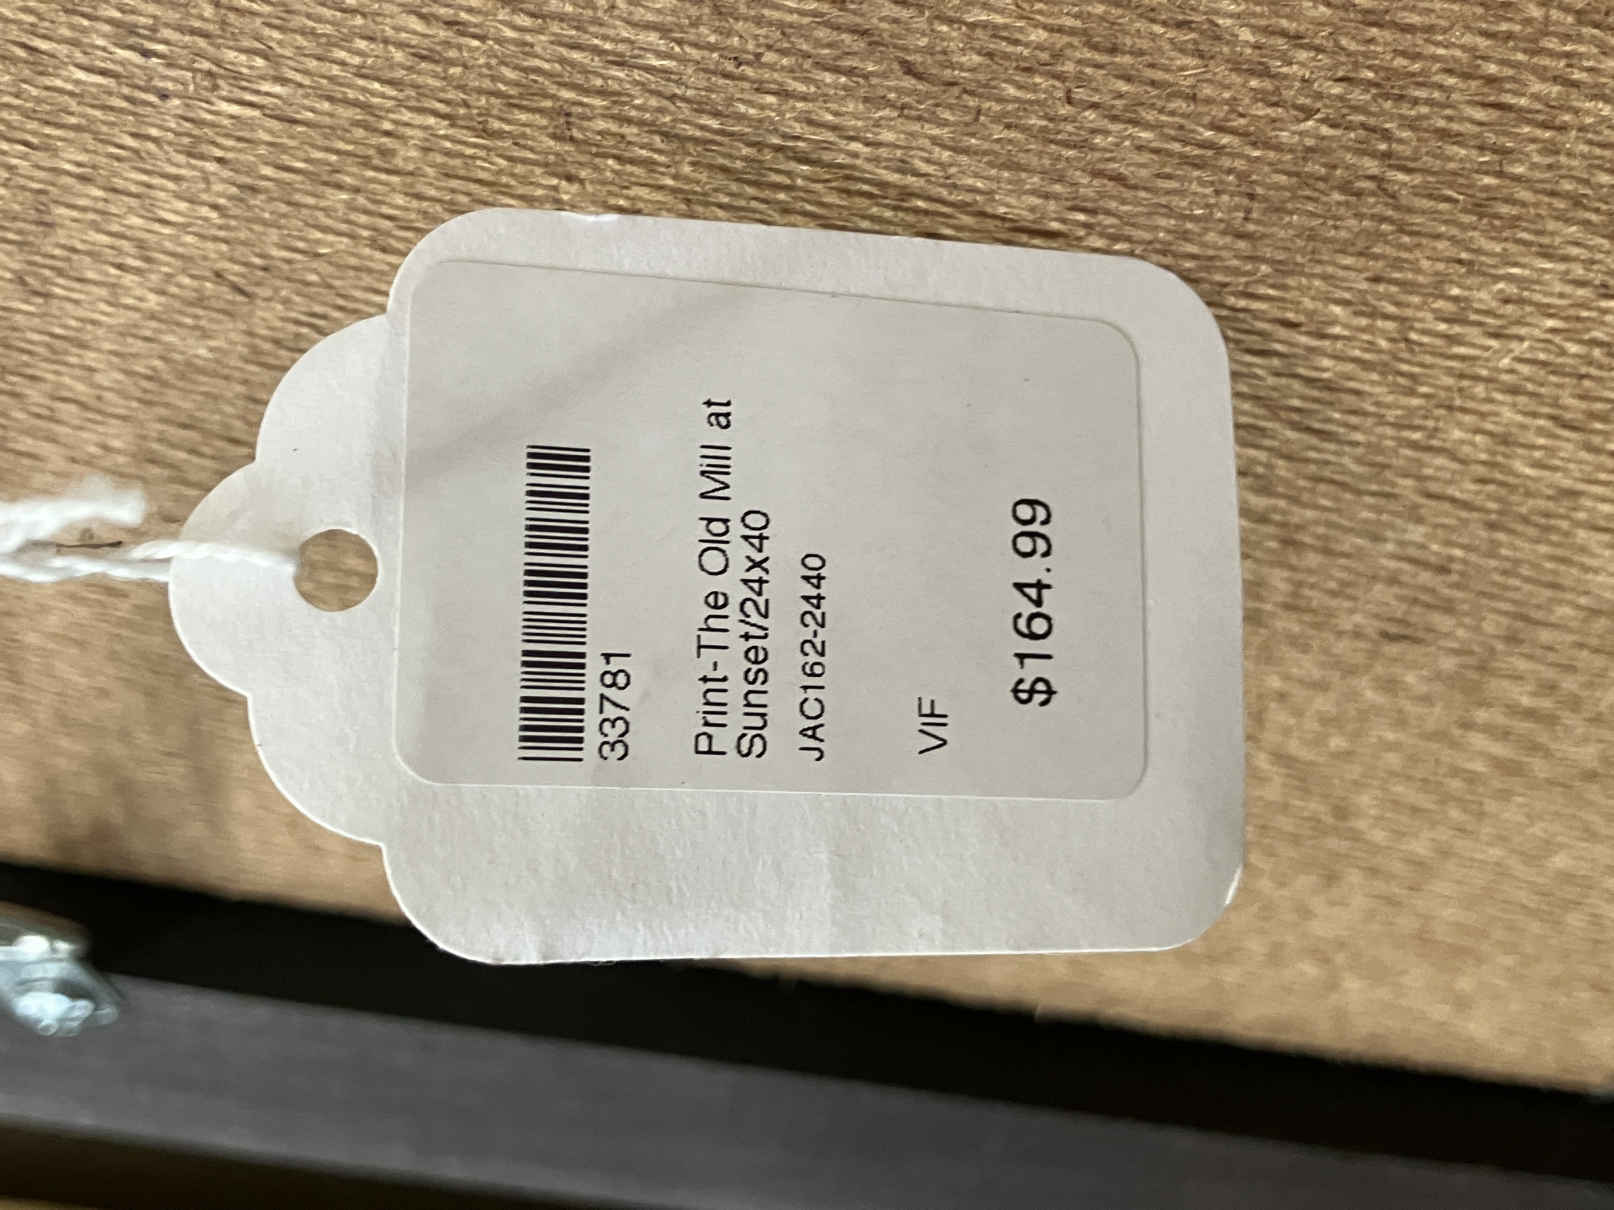 33781
Print-The Old Mill at
Sunset/24x40
JAC162-2440
VIF
$164.99